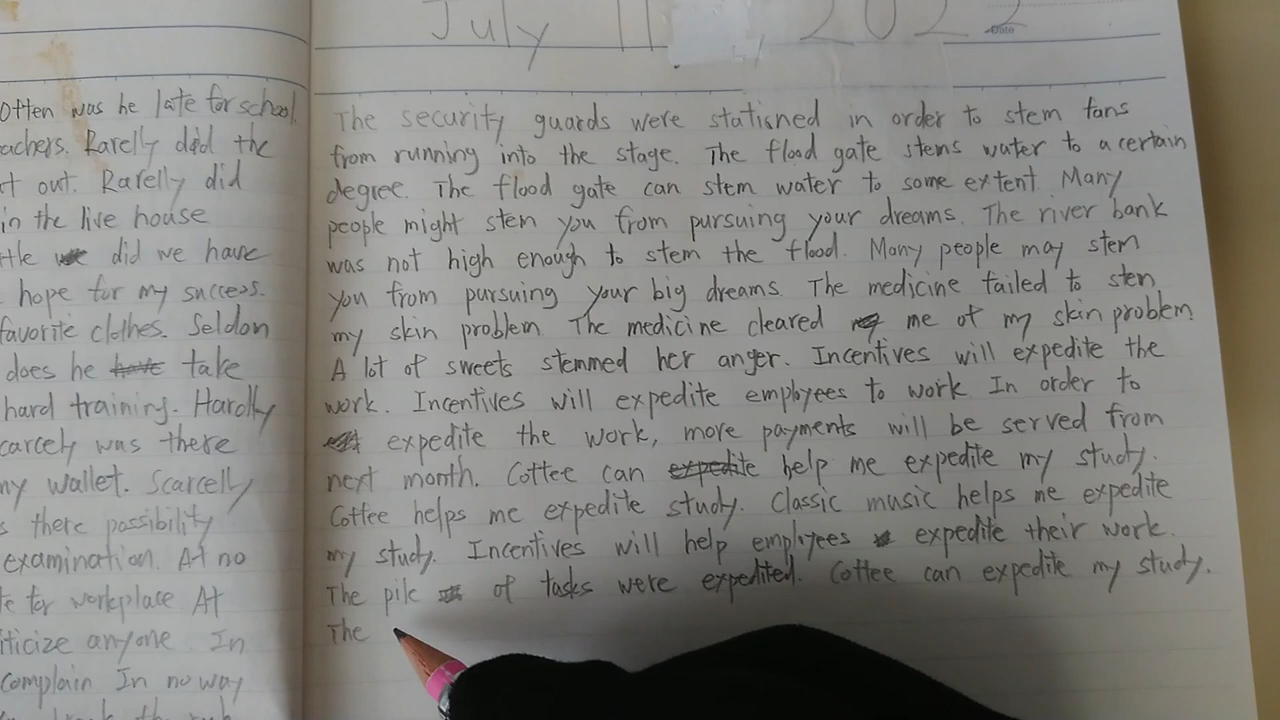 July 11, 2022
Date
Often was he late for school.
achers. Rarelly did the
t out. Rarelly did
in the live house
ttle did we have
hope for my success.
favorite clothes. Seldon
does he have take
hard training. Hardlly
carcely was there
my wallet. Scarcelly
s there possibility
examination. At no
te for workplace At
iticize anyone. In
complain In no way
The security guards were stationed in order to stem fans
from running into the stage. The flood gate stems water to a certain
degree. The flood gate can stem water to some extent. Many
people might stem you from pursuing your dreams. The river bank
was not high enough to stem the flood. Many people may stem
you from pursuing your big dreams. The medicine failed to stem
my skin problem. The medicine cleared me of my skin problem.
A lot of sweets stemmed her anger. Incentives will expedite the
work. Incentives will expedite employees to work. In order to
expedite the work, more payments will be served from
next month. Coffee can expedite help me expedite my study.
Coffee helps me expedite study. Classic music helps me expedite
my study. Incentives will help employees expedite their work.
The pile of tasks were expedited. Coffee can expedite my study.
The